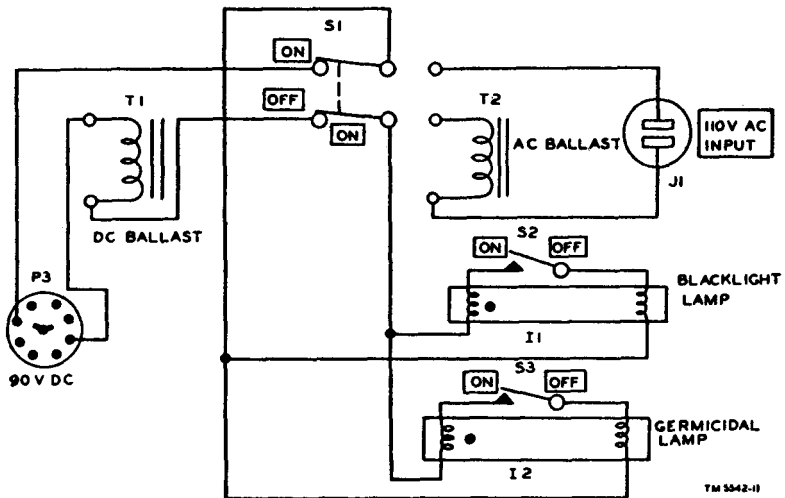 S1
ON
OFF
ON
T1
DC BALLAST
P3
90 V DC
T2
AC BALLAST
110V AC
INPUT
J1
S2
ON
OFF
BLACKLIGHT
LAMP
I1
S3
ON
OFF
GERMICIDAL
LAMP
I2
TM 5542-11